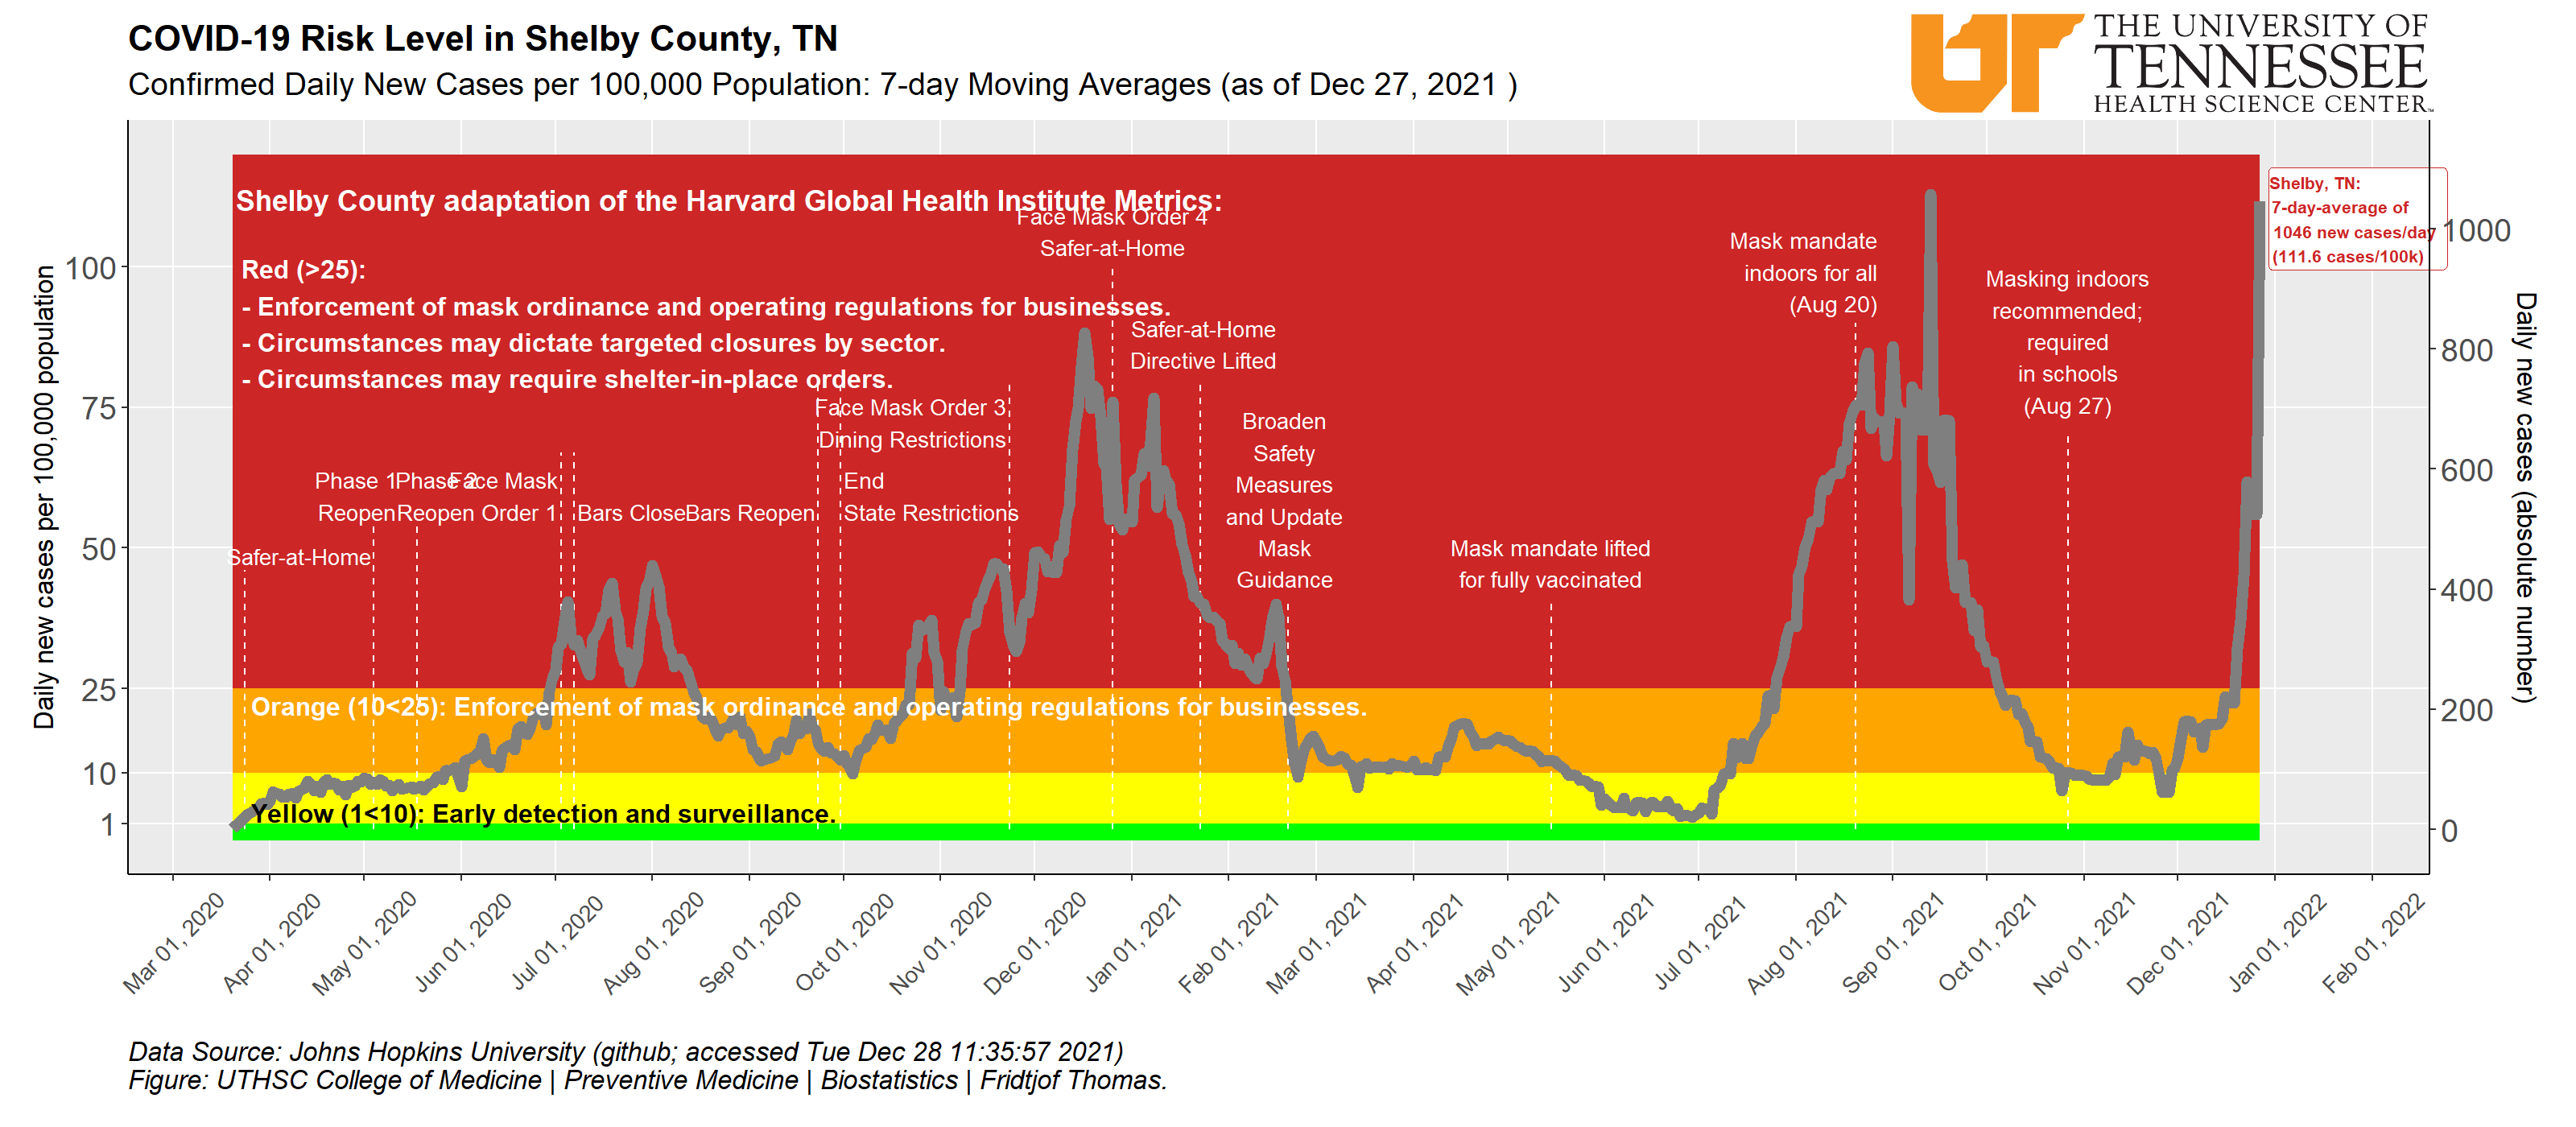 COVID-19 Risk Level in Shelby County, TN
Confirmed Daily New Cases per 100,000 Population: 7-day Moving Averages (as of Dec 27, 2021 )
UT
THE UNIVERSITY OF
TENNESSEE
HEALTH SCIENCE CENTER™
Daily new cases per 100,000 population
100
75
50
25
10
1
Shelby County adaptation of the Harvard Global Health Institute Metrics:
Red (>25):
- Enforcement of mask ordinance and operating regulations for businesses.
- Circumstances may dictate targeted closures by sector.
- Circumstances may require shelter-in-place orders.
Orange (10<25): Enforcement of mask ordinance and operating regulations for businesses.
Yellow (1<10): Early detection and surveillance.
Safer-at-Home
Phase 1
Reopen
Phase 2
Reopen
Face Mask
Order 1
Bars Close
Bars Reopen
End
State Restrictions
Face Mask Order 3
Dining Restrictions
Face Mask Order 4
Safer-at-Home
Safer-at-Home
Directive Lifted
Broaden
Safety
Measures
and Update
Mask
Guidance
Mask mandate lifted
for fully vaccinated
Mask mandate
indoors for all
(Aug 20)
Masking indoors
recommended;
required
in schools
(Aug 27)
Shelby, TN:
7-day-average of
1046 new cases/day
(111.6 cases/100k)
1000
800
600
400
200
0
Daily new cases (absolute number)
Mar 01, 2020
Apr 01, 2020
May 01, 2020
Jun 01, 2020
Jul 01, 2020
Aug 01, 2020
Sep 01, 2020
Oct 01, 2020
Nov 01, 2020
Dec 01, 2020
Jan 01, 2021
Feb 01, 2021
Mar 01, 2021
Apr 01, 2021
May 01, 2021
Jun 01, 2021
Jul 01, 2021
Aug 01, 2021
Sep 01, 2021
Oct 01, 2021
Nov 01, 2021
Dec 01, 2021
Jan 01, 2022
Feb 01, 2022
Data Source: Johns Hopkins University (github; accessed Tue Dec 28 11:35:57 2021)
Figure: UTHSC College of Medicine | Preventive Medicine | Biostatistics | Fridtjof Thomas.